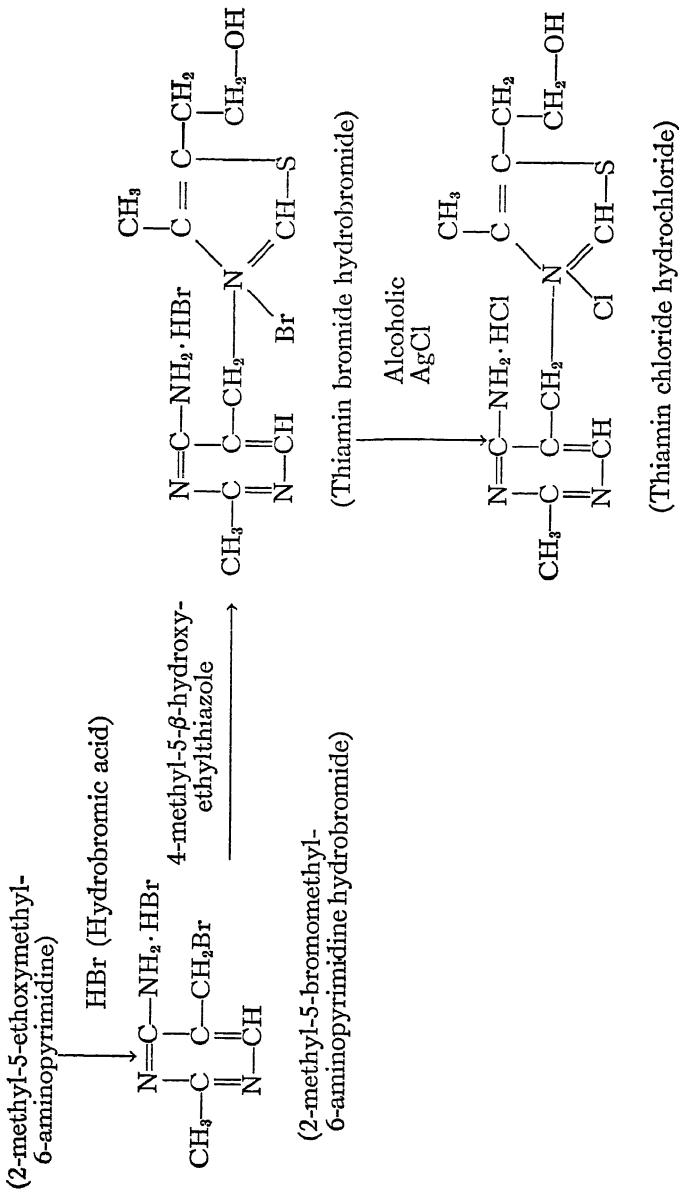 (2-methyl-5-ethoxymethyl-
6-aminopyrimidine)
HBr (Hydrobromic acid)
N=C—NH₂·HBr
CH₃—C C—CH₂Br
N—CH
(2-methyl-5-bromomethyl-
6-aminopyrimidine hydrobromide)
4-methyl-5-β-hydroxy-
ethylthiazole
CH₃
N=C—NH₂·HBr C=C—CH₂
CH₃—C C—CH₂—N CH₂—OH
N—CH Br CH—S
(Thiamin bromide hydrobromide)
Alcoholic
AgCl
CH₃
N=C—NH₂·HCl C=C—CH₂
CH₃—C C—CH₂—N CH₂—OH
N—CH Cl CH—S
(Thiamin chloride hydrochloride)